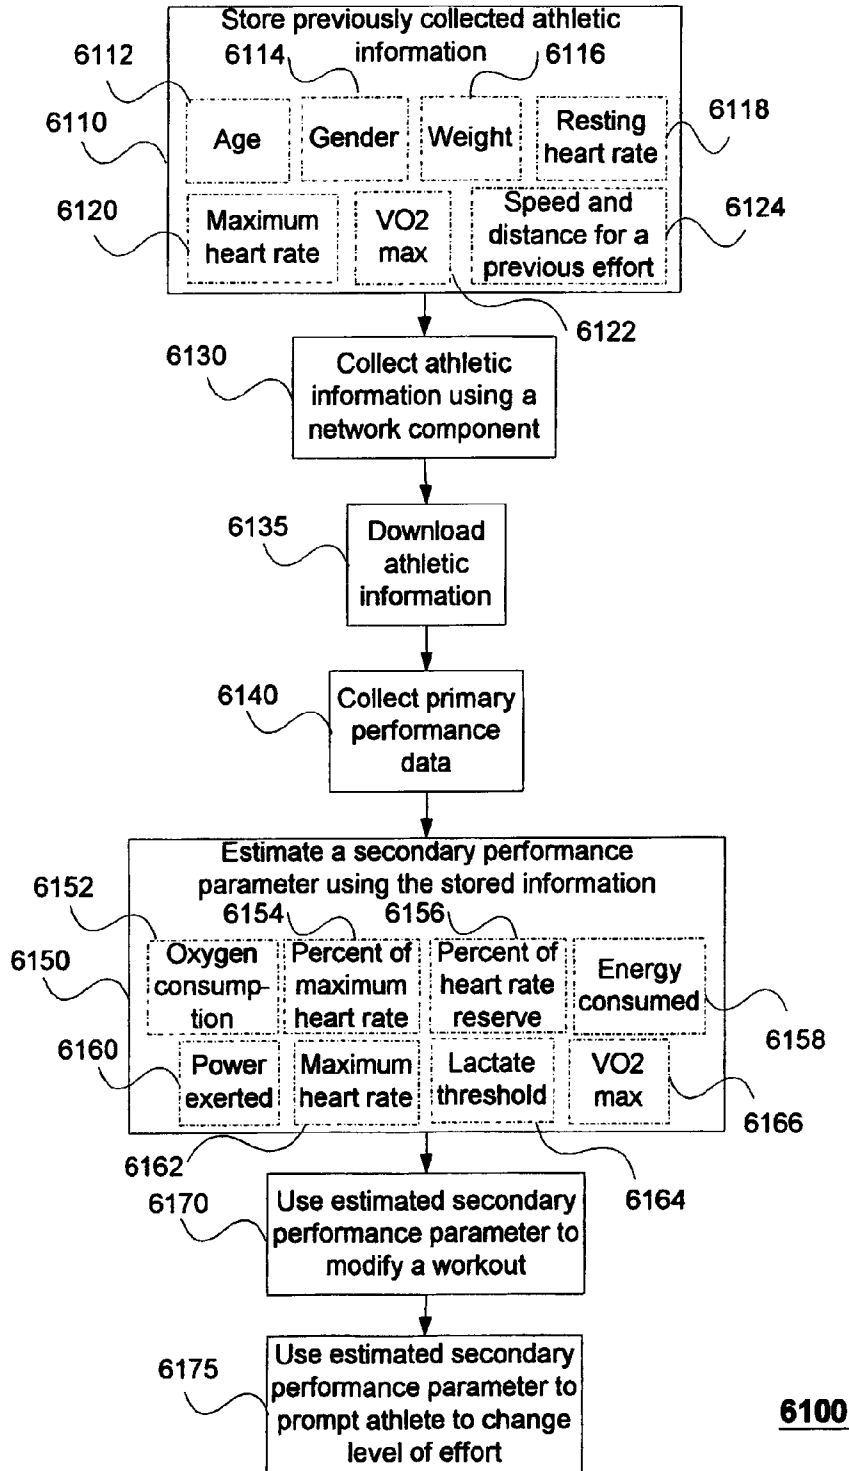 Store previously collected athletic
information
6112
6114
6116
6110
Age
Gender
Weight
Resting
heart rate
6118
6120
Maximum
heart rate
VO2
max
Speed and
distance for a
previous effort
6124
6122
6130
Collect athletic
information using a
network component
6135
Download
athletic
information
6140
Collect primary
performance
data
Estimate a secondary performance
parameter using the stored information
6152
6154
6156
6150
Oxygen
consump-
tion
Percent of
maximum
heart rate
Percent of
heart rate
reserve
Energy
consumed
6158
6160
Power
exerted
Maximum
heart rate
Lactate
threshold
VO2
max
6166
6162
6164
6170
Use estimated secondary
performance parameter to
modify a workout
6175
Use estimated secondary
performance parameter to
prompt athlete to change
level of effort
6100